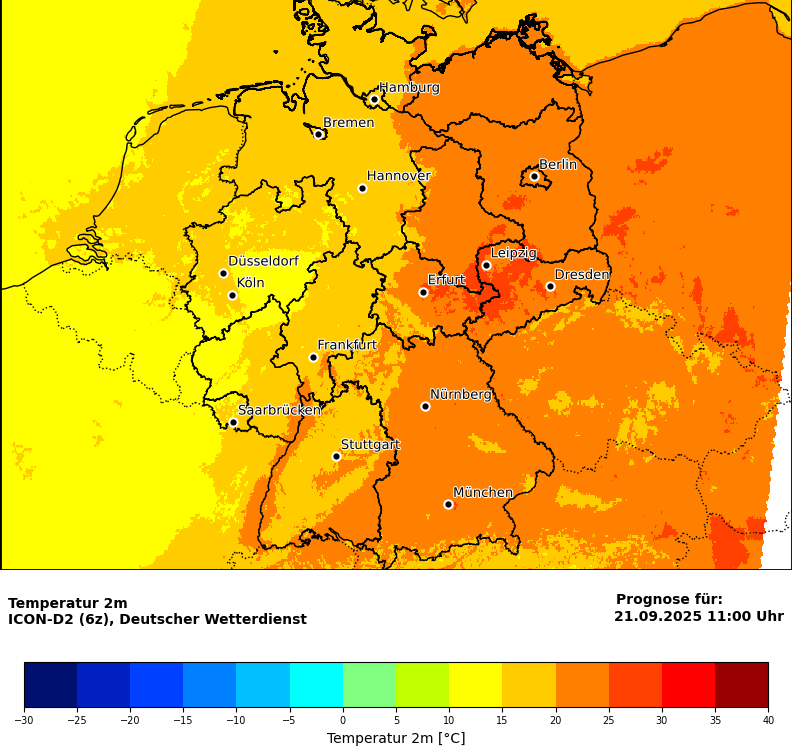 Hamburg
Bremen
Berlin
Hannover
Leipzig
Düsseldorf
Dresden
Köln
Erfurt
Frankfurt
Nürnberg
Saarbrücken
Stuttgart
München
Temperatur 2m
ICON-D2 (6z), Deutscher Wetterdienst
Prognose für:
21.09.2025 11:00 Uhr
−30 −25 −20 −15 −10 −5 0 5 10 15 20 25 30 35 40
Temperatur 2m [°C]